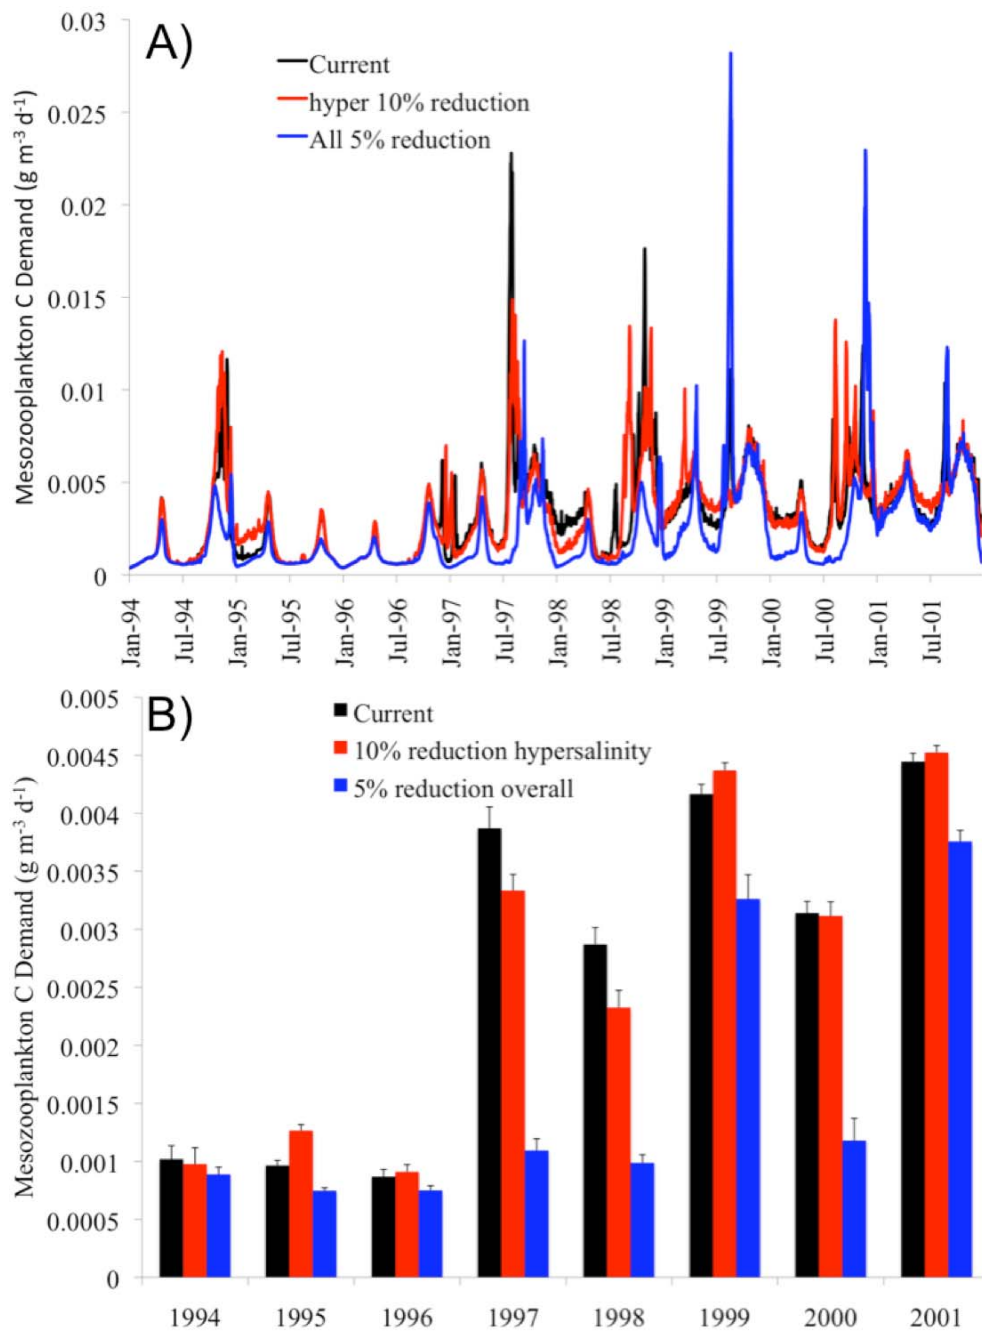 A)
Current
hyper 10% reduction
All 5% reduction
Mesozooplankton C Demand (g m⁻³ d⁻¹)
0.03
0.025
0.02
0.015
0.01
0.005
0
Jan-94
Jul-94
Jan-95
Jul-95
Jan-96
Jul-96
Jan-97
Jul-97
Jan-98
Jul-98
Jan-99
Jul-99
Jan-00
Jul-00
Jan-01
Jul-01
B)
Current
10% reduction hypersalinity
5% reduction overall
Mesozooplankton C Demand (g m⁻³ d⁻¹)
0.005
0.0045
0.004
0.0035
0.003
0.0025
0.002
0.0015
0.001
0.0005
0
1994
1995
1996
1997
1998
1999
2000
2001